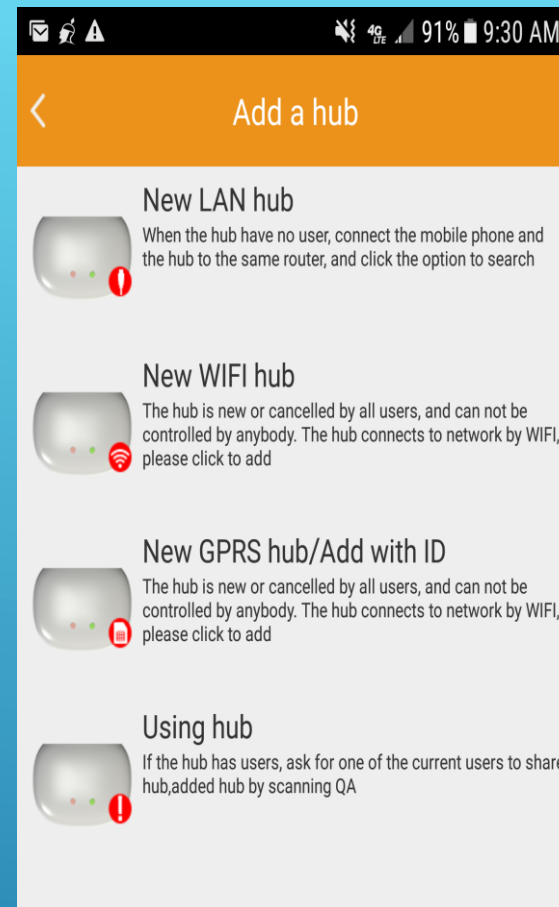 4G LTE 91% 9:30 AM
Add a hub
New LAN hub
When the hub have no user, connect the mobile phone and
the hub to the same router, and click the option to search
New WIFI hub
The hub is new or cancelled by all users, and can not be
controlled by anybody. The hub connects to network by WIFI,
please click to add
New GPRS hub/Add with ID
The hub is new or cancelled by all users, and can not be
controlled by anybody. The hub connects to network by WIFI,
please click to add
Using hub
If the hub has users, ask for one of the current users to share
hub,added hub by scanning QA